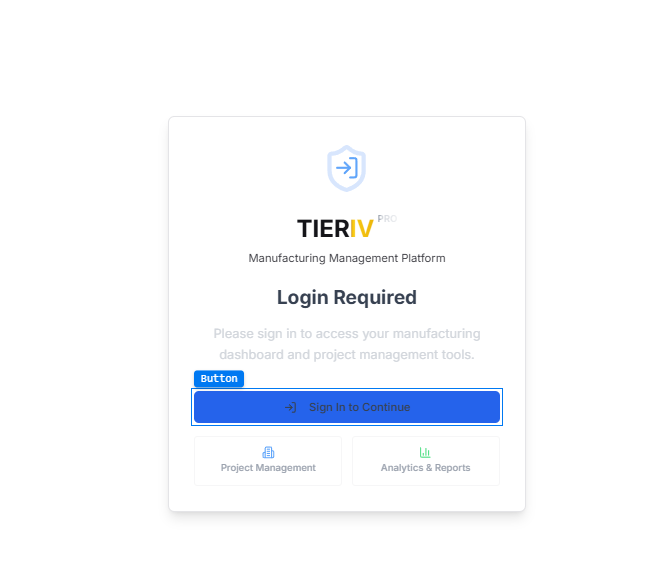 TIERIV PRO
Manufacturing Management Platform
Login Required
Please sign in to access your manufacturing
dashboard and project management tools.
Button
Sign In to Continue
Project Management
Analytics & Reports